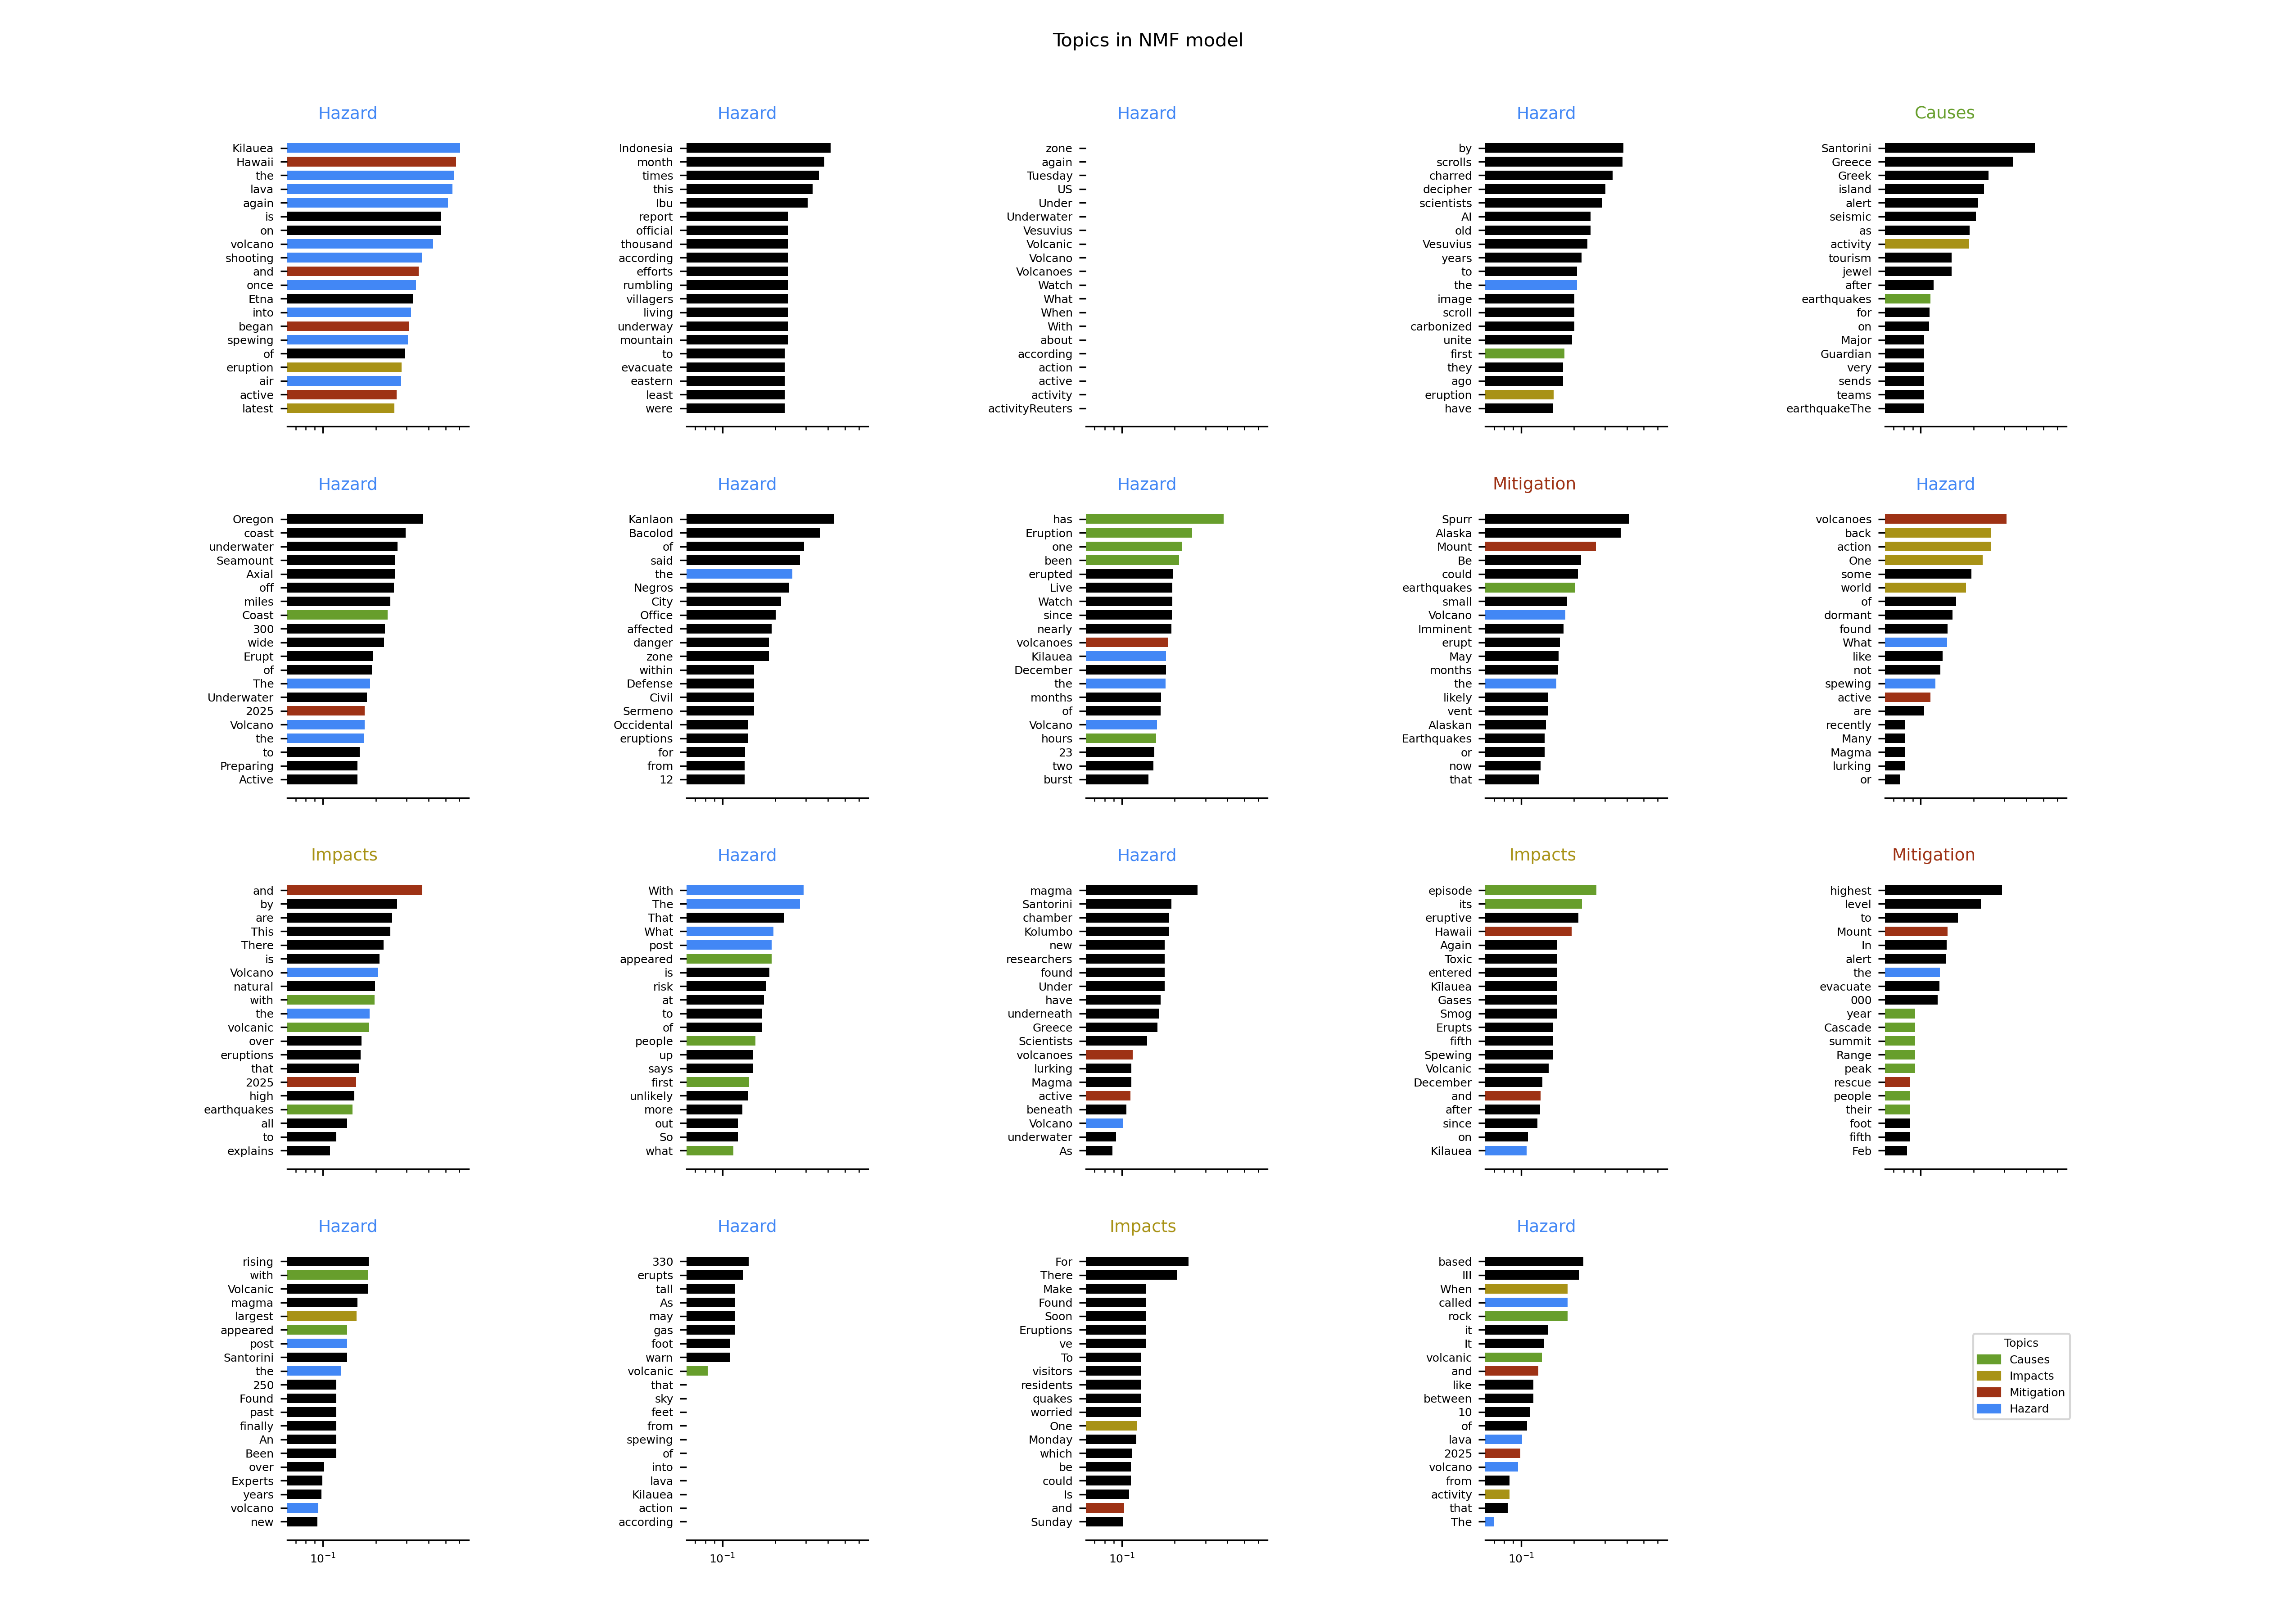 Topics in NMF model
Hazard
Kilauea
Hawaii
the
lava
again
is
on
volcano
shooting
and
once
Etna
into
began
spewing
of
eruption
air
active
latest
Hazard
Indonesia
month
times
this
Ibu
report
official
thousand
according
efforts
rumbling
villagers
living
underway
mountain
to
evacuate
eastern
least
were
Hazard
zone
again
Tuesday
US
Under
Underwater
Vesuvius
Volcanic
Volcano
Volcanoes
Watch
What
When
With
about
according
action
active
activity
activityReuters
Hazard
by
scrolls
charred
decipher
scientists
AI
old
Vesuvius
years
to
the
image
scroll
carbonized
unite
first
they
ago
eruption
have
Causes
Santorini
Greece
Greek
island
alert
seismic
as
activity
tourism
jewel
after
earthquakes
for
on
Major
Guardian
very
sends
teams
earthquakeThe
Hazard
Oregon
coast
underwater
Seamount
Axial
off
miles
Coast
300
wide
Erupt
of
The
Underwater
2025
Volcano
the
to
Preparing
Active
Hazard
Kanlaon
Bacolod
of
said
the
Negros
City
Office
affected
danger
zone
within
Defense
Civil
Sermeno
Occidental
eruptions
for
from
12
Hazard
has
Eruption
one
been
erupted
Live
Watch
since
nearly
volcanoes
Kilauea
December
the
months
of
Volcano
hours
23
two
burst
Mitigation
Spurr
Alaska
Mount
Be
could
earthquakes
small
Volcano
Imminent
erupt
May
months
the
likely
vent
Alaskan
Earthquakes
or
now
that
Hazard
volcanoes
back
action
One
some
world
of
dormant
found
What
like
not
spewing
active
are
recently
Many
Magma
lurking
or
Impacts
and
by
are
This
There
is
Volcano
natural
with
the
volcanic
over
eruptions
that
2025
high
earthquakes
all
to
explains
Hazard
With
The
That
What
post
appeared
is
risk
at
to
of
people
up
says
first
unlikely
more
out
So
what
Hazard
magma
Santorini
chamber
Kolumbo
new
researchers
found
Under
have
underneath
Greece
Scientists
volcanoes
lurking
Magma
active
beneath
Volcano
underwater
As
Impacts
episode
its
eruptive
Hawaii
Again
Toxic
entered
Kīlauea
Gases
Smog
Erupts
fifth
Spewing
Volcanic
December
and
after
since
on
Kilauea
Mitigation
highest
level
to
Mount
In
alert
the
evacuate
000
year
Cascade
summit
Range
peak
rescue
people
their
foot
fifth
Feb
Hazard
rising
with
Volcanic
magma
largest
appeared
post
Santorini
the
250
Found
past
finally
An
Been
over
Experts
years
volcano
new
10⁻¹
Hazard
330
erupts
tall
As
may
gas
foot
warn
volcanic
that
sky
feet
from
spewing
of
into
lava
Kilauea
action
according
10⁻¹
Impacts
For
There
Make
Found
Soon
Eruptions
ve
To
visitors
residents
quakes
worried
One
Monday
which
be
could
Is
and
Sunday
10⁻¹
Hazard
based
III
When
called
rock
it
It
volcanic
and
like
between
10
of
lava
2025
volcano
from
activity
that
The
10⁻¹
Topics
Causes
Impacts
Mitigation
Hazard